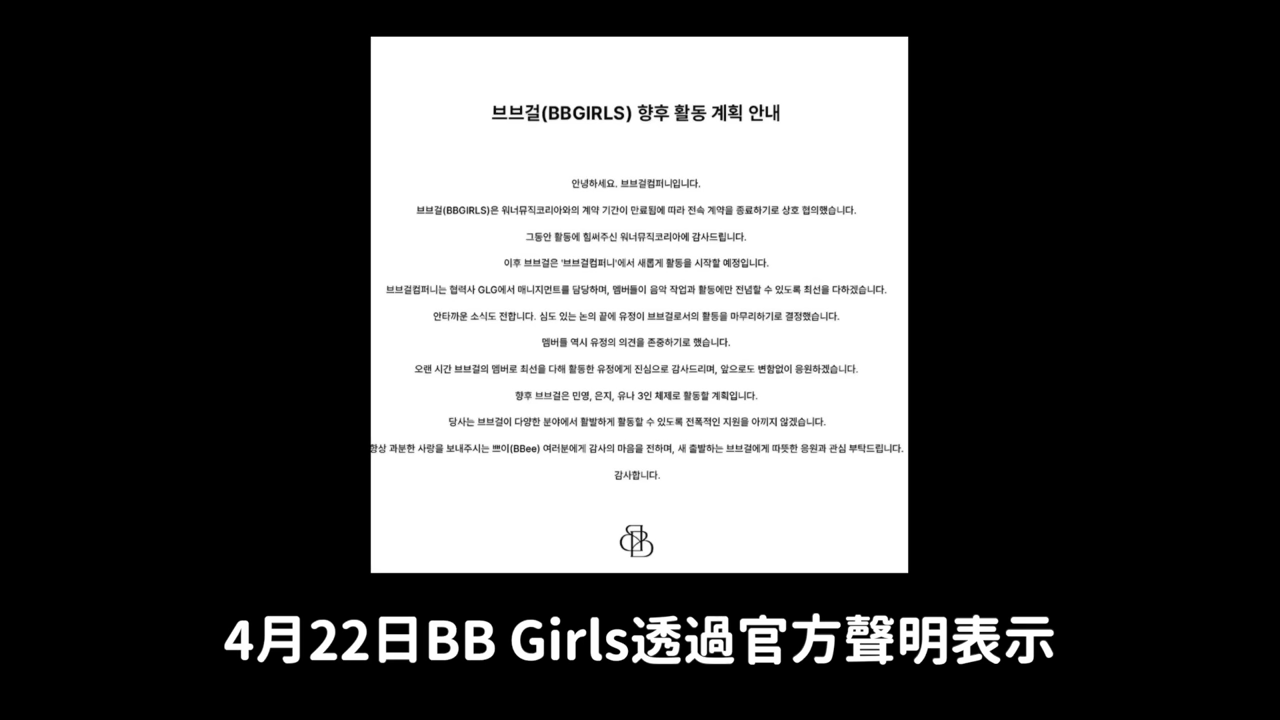 브브걸(BBGIRLS) 향후 활동 계획 안내
안녕하세요. 브브걸컴퍼니입니다.
브브걸(BBGIRLS)은 워너뮤직코리아와의 계약 기간이 만료됨에 따라 전속 계약을 종료하기로 상호 협의했습니다.
그동안 활동에 힘써주신 워너뮤직코리아에 감사드립니다.
이후 브브걸은 '브브걸컴퍼니'에서 새롭게 활동을 시작할 예정입니다.
브브걸컴퍼니는 협력사 GLG에서 매니지먼트를 담당하며, 멤버들이 음악 작업과 활동에만 전념할 수 있도록 최선을 다하겠습니다.
안타까운 소식도 전합니다. 심도 있는 논의 끝에 유정이 브브걸로서의 활동을 마무리하기로 결정했습니다.
멤버들 역시 유정의 의견을 존중하기로 했습니다.
오랜 시간 브브걸의 멤버로 최선을 다해 활동한 유정에게 진심으로 감사드리며, 앞으로도 변함없이 응원하겠습니다.
향후 브브걸은 민영, 은지, 유나 3인 체제로 활동할 계획입니다.
당사는 브브걸이 다양한 분야에서 활발하게 활동할 수 있도록 전폭적인 지원을 아끼지 않겠습니다.
항상 과분한 사랑을 보내주시는 쁘이(BBee) 여러분에게 감사의 마음을 전하며, 새 출발하는 브브걸에게 따뜻한 응원과 관심 부탁드립니다.
감사합니다.
4月22日BB Girls透過官方聲明表示